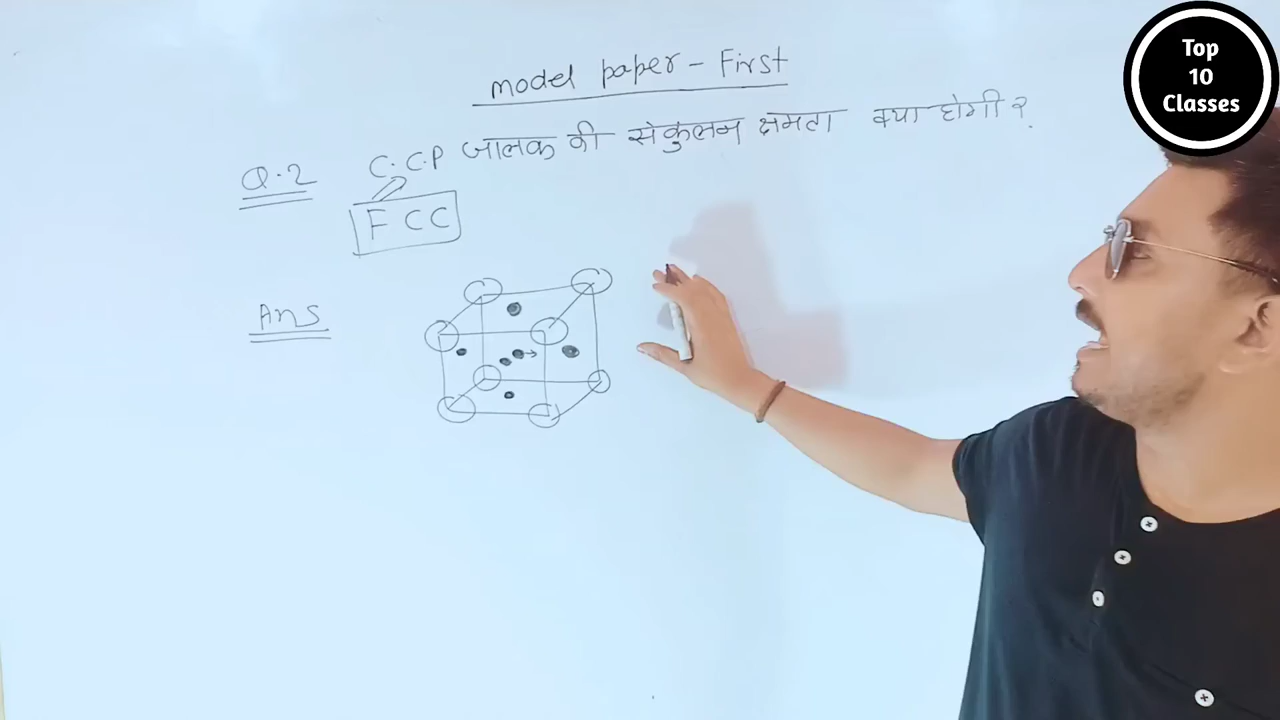 Top
10
Classes
model paper - First
Q.2 C.C.P जालक की संकुलन क्षमता क्या होगी ?
FCC
Ans